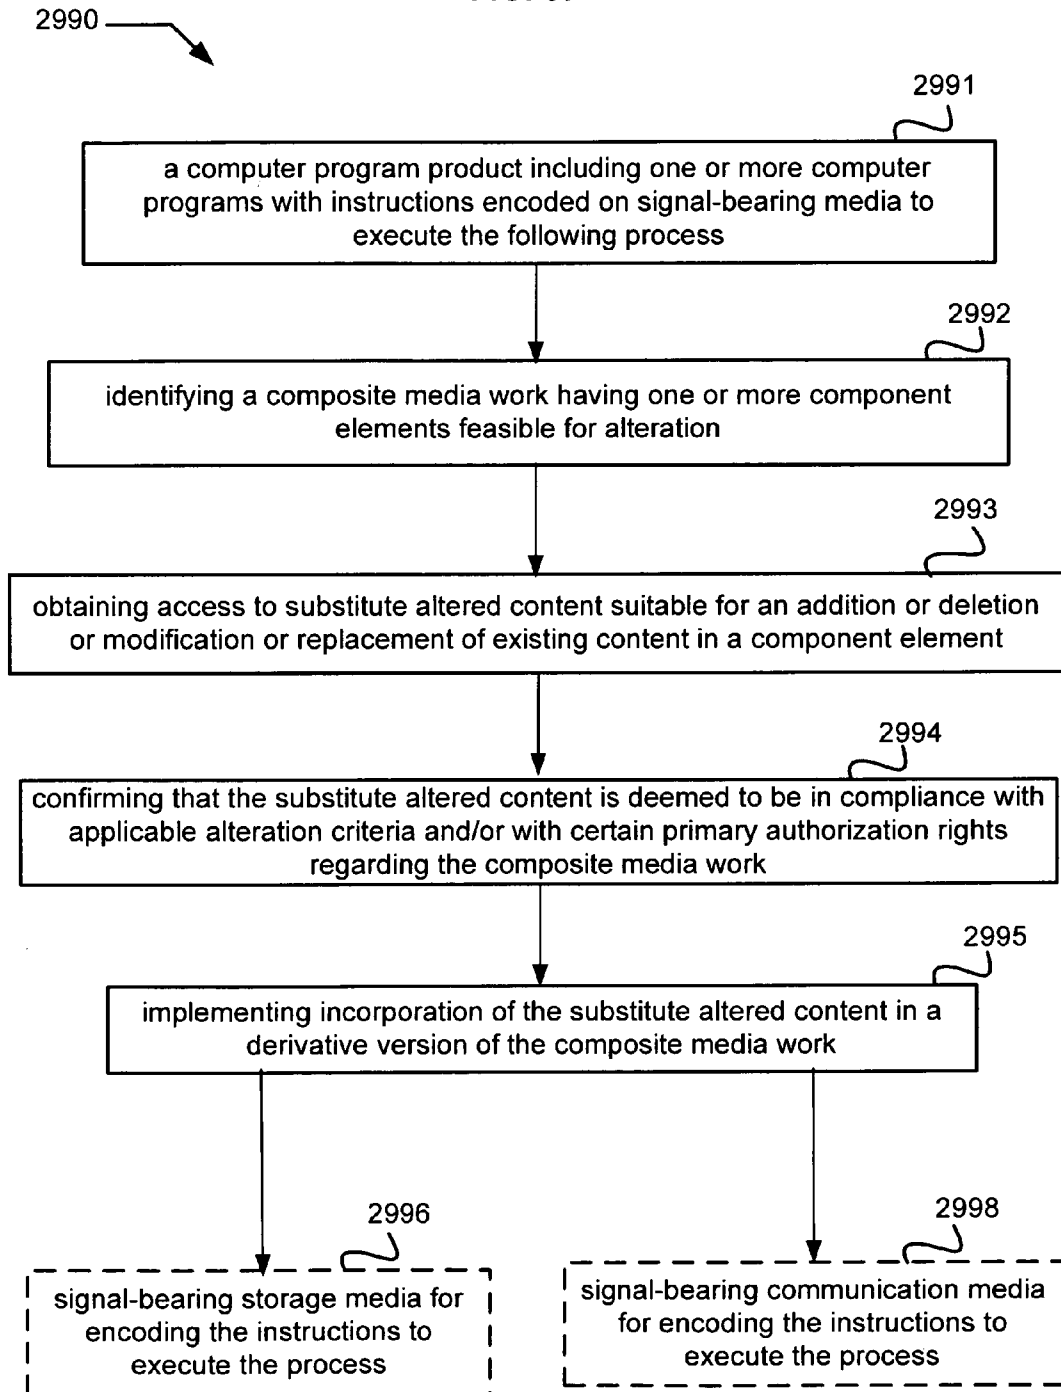 2990
2991
a computer program product including one or more computer
programs with instructions encoded on signal-bearing media to
execute the following process
2992
identifying a composite media work having one or more component
elements feasible for alteration
2993
obtaining access to substitute altered content suitable for an addition or deletion
or modification or replacement of existing content in a component element
2994
confirming that the substitute altered content is deemed to be in compliance with
applicable alteration criteria and/or with certain primary authorization rights
regarding the composite media work
2995
implementing incorporation of the substitute altered content in a
derivative version of the composite media work
2996
signal-bearing storage media for
encoding the instructions to
execute the process
2998
signal-bearing communication media
for encoding the instructions to
execute the process